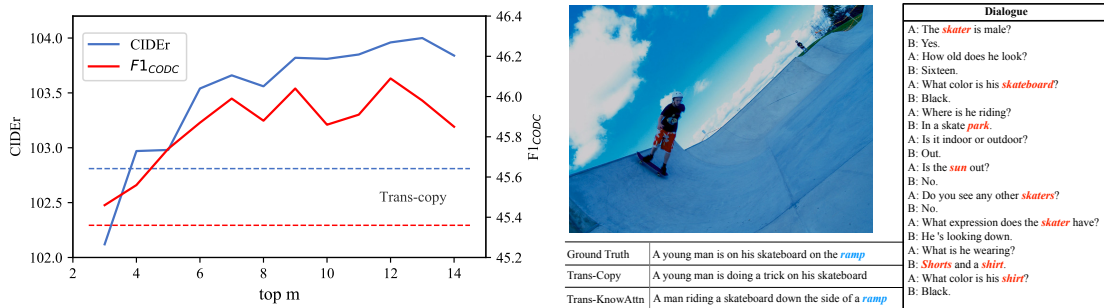 104.0
103.5
103.0
102.5
102.0
CIDEr
46.4
46.2
46.0
45.8
45.6
45.4
45.2
F1CODC
CIDEr
F1CODC
Trans-copy
2 4 6 8 10 12 14
top m
Ground Truth A young man is on his skateboard on the ramp
Trans-Copy A young man is doing a trick on his skateboard
Trans-KnowAttn A man riding a skateboard down the side of a ramp
Dialogue
A: The skater is male?
B: Yes.
A: How old does he look?
B: Sixteen.
A: What color is his skateboard?
B: Black.
A: Where is he riding?
B: In a skate park.
A: Is it indoor or outdoor?
B: Out.
A: Is the sun out?
B: No.
A: Do you see any other skaters?
B: No.
A: What expression does the skater have?
B: He 's looking down.
A: What is he wearing?
B: Shorts and a shirt.
A: What color is his shirt?
B: Black.